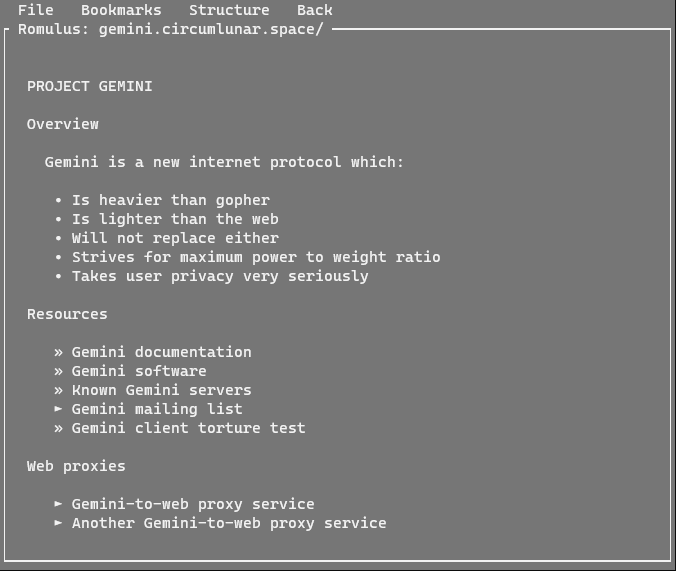 File Bookmarks Structure Back
Romulus: gemini.circumlunar.space/
PROJECT GEMINI
Overview
Gemini is a new internet protocol which:
• Is heavier than gopher
• Is lighter than the web
• Will not replace either
• Strives for maximum power to weight ratio
• Takes user privacy very seriously
Resources
» Gemini documentation
» Gemini software
» Known Gemini servers
► Gemini mailing list
» Gemini client torture test
Web proxies
► Gemini-to-web proxy service
► Another Gemini-to-web proxy service